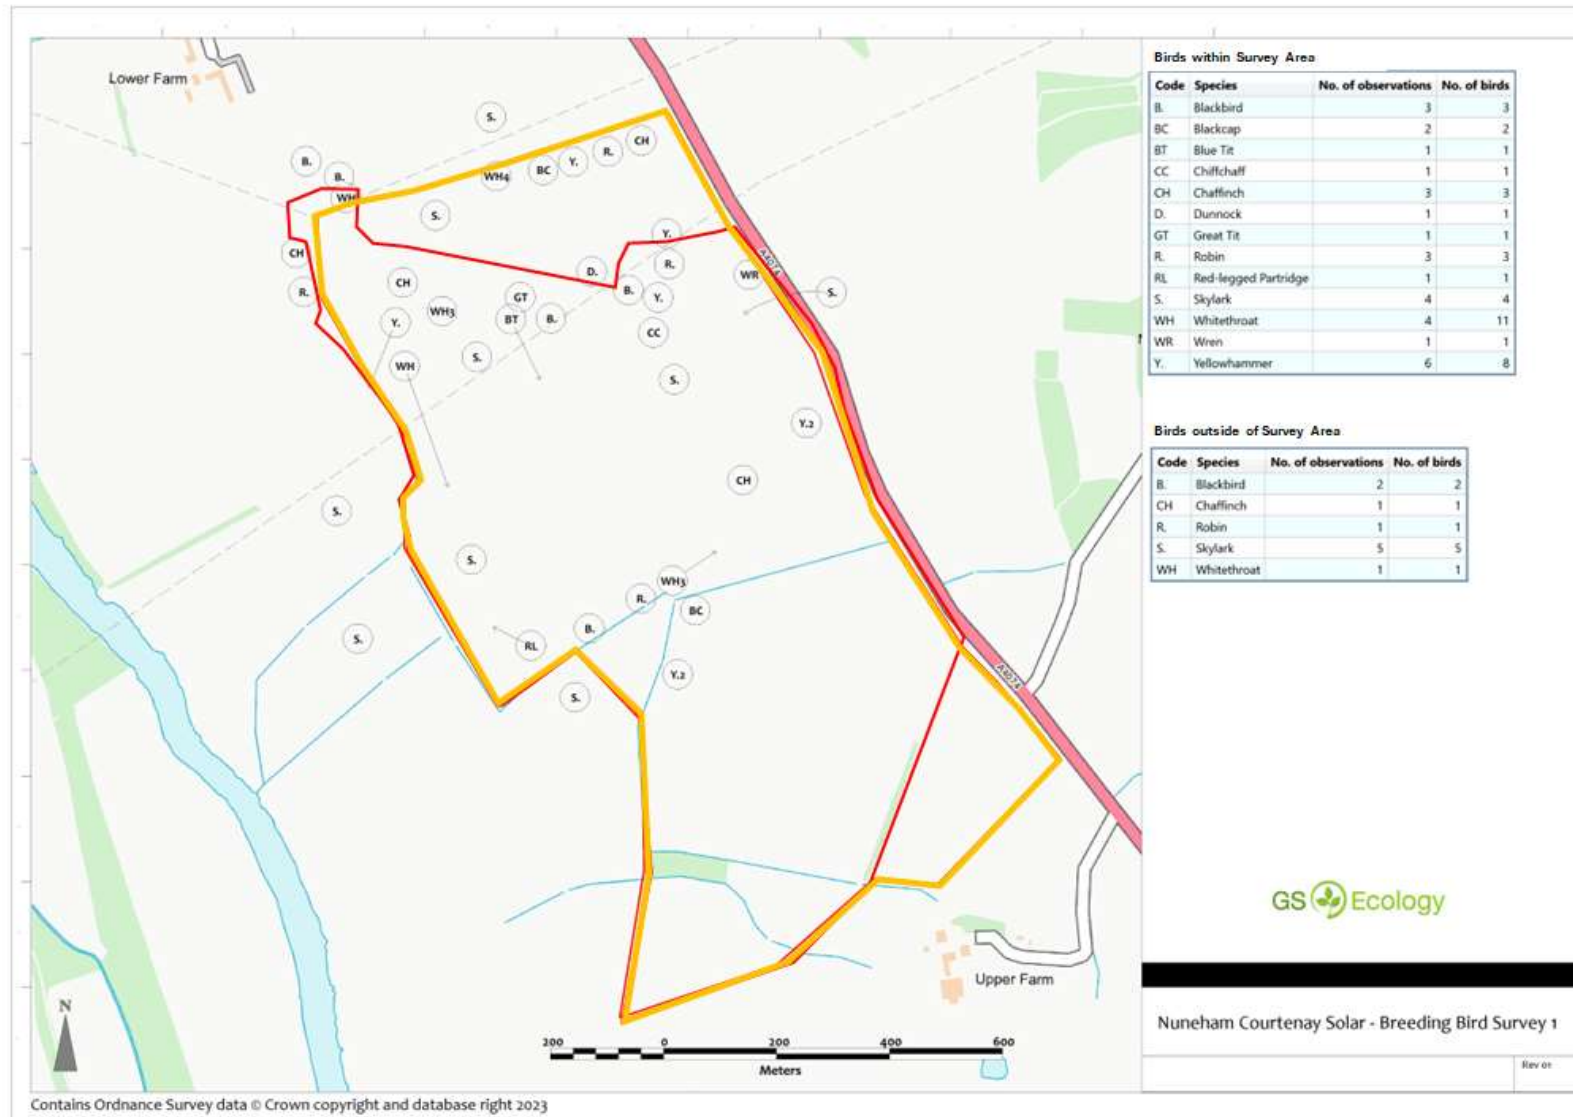 Lower Farm
S.
CH
B.
R.
Y.
BC
B.
WH4
WH
S.
Y.
CH
R.
D.
WR
A4074
CH
R.
GT
B.
Y.
S.
WH3
Y.
BT
B.
CC
S.
WH
S.
Y.2
CH
S.
S.
WH3
R.
BC
B.
S.
RL
Y.2
S.
A4074
Upper Farm
N
200 0 200 400 600
Meters
Contains Ordnance Survey data © Crown copyright and database right 2023
Birds within Survey Area
Code Species No. of observations No. of birds
B. Blackbird 3 3
BC Blackcap 2 2
BT Blue Tit 1 1
CC Chiffchaff 1 1
CH Chaffinch 3 3
D. Dunnock 1 1
GT Great Tit 1 1
R. Robin 3 3
RL Red-legged Partridge 1 1
S. Skylark 4 4
WH Whitethroat 4 11
WR Wren 1 1
Y. Yellowhammer 6 8
Birds outside of Survey Area
Code Species No. of observations No. of birds
B. Blackbird 2 2
CH Chaffinch 1 1
R. Robin 1 1
S. Skylark 5 5
WH Whitethroat 1 1
GS Ecology
Nuneham Courtenay Solar - Breeding Bird Survey 1
Rev 01